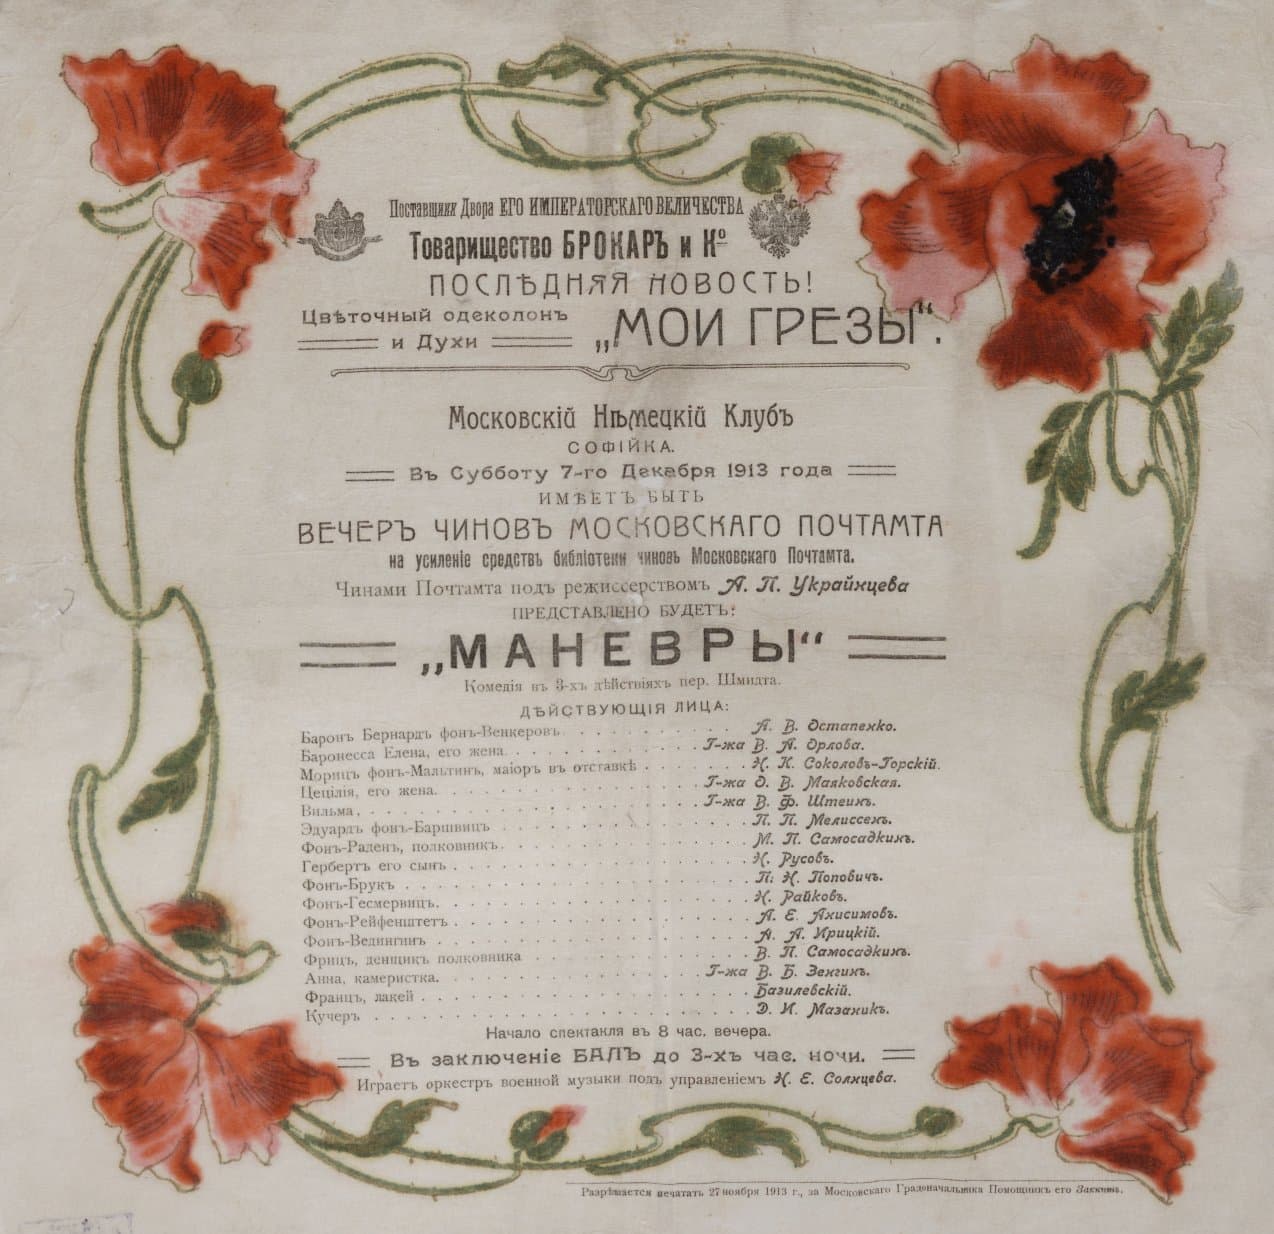 Поставщики Двора ЕГО ИМПЕРАТОРСКАГО ВЕЛИЧЕСТВА
Товарищество БРОКАРЪ и Ко
ПОСЛѢДНЯЯ НОВОСТЬ!
Цвѣточный одеколонъ
и Духи „МОИ ГРЕЗЫ“.
Московскій Нѣмецкій Клубъ
СОФІЙКА.
Въ Субботу 7-го Декабря 1913 года
ИМѢЕТЪ БЫТЬ
ВЕЧЕРЪ ЧИНОВЪ МОСКОВСКАГО ПОЧТАМТА
на усиленіе средствъ библіотеки чиновъ Московскаго Почтамта.
Чинами Почтамта подъ режиссерствомъ А. П. Украинцева
ПРЕДСТАВЛЕНО БУДЕТЪ:
„МАНЕВРЫ“
Комедія въ 3-хъ дѣйствіяхъ пер. Шмидта.
ДѢЙСТВУЮЩІЯ ЛИЦА:
Баронъ Бернардъ фонъ-Венкеровъ . . . . . . . . . . А. В. Остапенко.
Баронесса Елена, его жена. . . . . . . . . . . Г-жа В. А. Орлова.
Морицъ фонъ-Мальтинъ, маіоръ въ отставкѣ . . . . . . . Н. К. Соколовъ-Горскій.
Цецілія, его жена. . . . . . . . . . . . . . . Г-жа О. В. Маяковская.
Вильма. . . . . . . . . . . . . . . . . . . Г-жа В. Ф. Штеинъ.
Эдуардъ фонъ-Баршвицъ . . . . . . . . . . . . . . . П. П. Мелиссенъ.
Фонъ-Раденъ, полковникъ. . . . . . . . . . . . . . . М. П. Самосадкинъ.
Гербертъ его сынъ . . . . . . . . . . . . . . . . . Н. Русовъ.
Фонъ-Брукъ . . . . . . . . . . . . . . . . . . . . П. Н. Поповичъ.
Фонъ-Гесмервицъ. . . . . . . . . . . . . . . . . . Н. Райковъ.
Фонъ-Рейфенштетъ . . . . . . . . . . . . . . . . . А. Е. Анисимовъ.
Фонъ-Ведингинъ . . . . . . . . . . . . . . . . . . А. А. Ирицкій.
Фрицъ, денщикъ полковника . . . . . . . . . . . . . В. П. Самосадкинъ.
Анна, камеристка. . . . . . . . . . . . . . . Г-жа В. Б. Зенгинъ.
Францъ, лакей . . . . . . . . . . . . . . . . . . . Базилевскій.
Кучеръ . . . . . . . . . . . . . . . . . . . . . . Э. И. Мазаникъ.
Начало спектакля въ 8 час. вечера.
Въ заключеніе БАЛЪ до 3-хъ час. ночи.
Играетъ оркестръ военной музыки подъ управленіемъ Н. Е. Солнцева.
Разрѣшается печатать 27 ноября 1913 г., за Московскаго Градоначальника Помощникъ его Заккитъ.